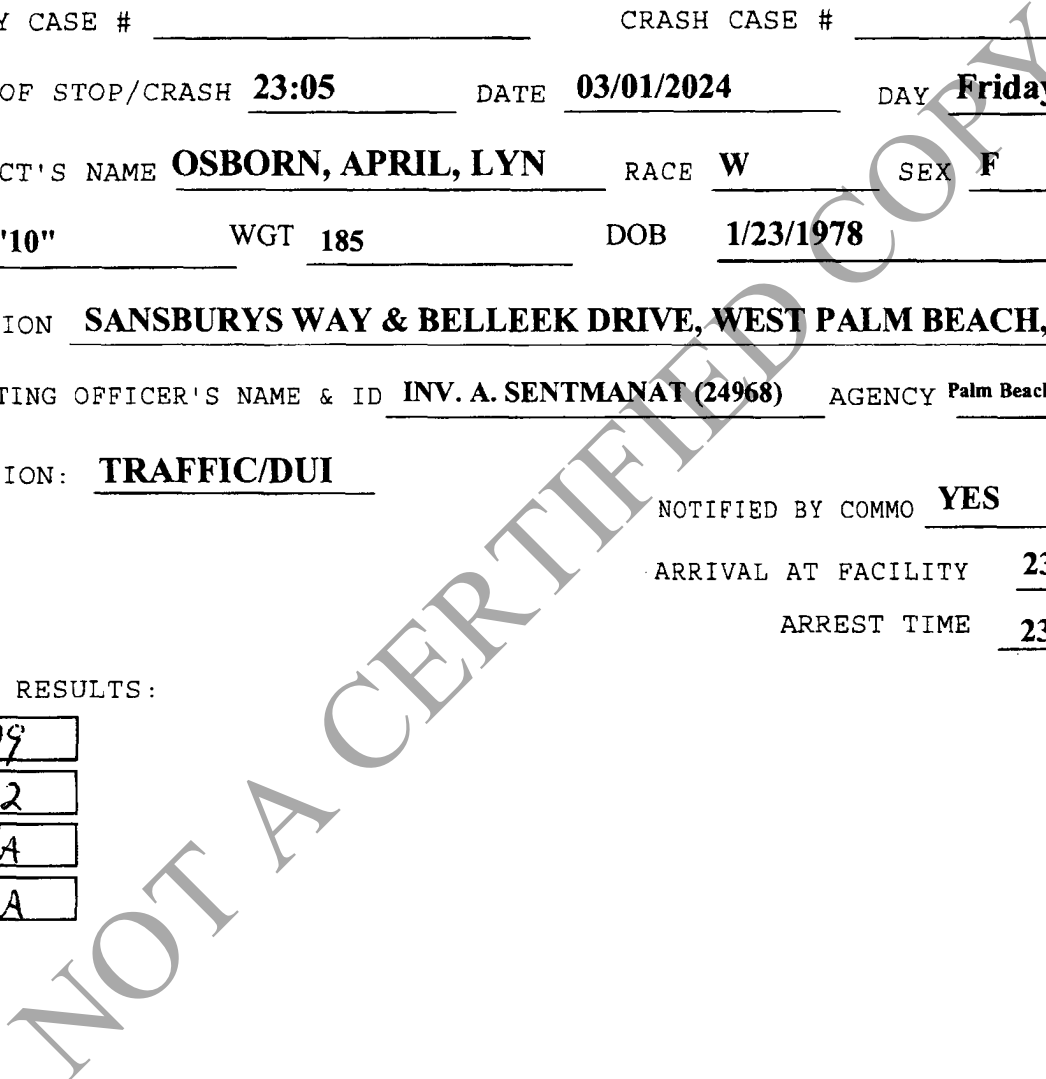 Y CASE # CRASH CASE #
OF STOP/CRASH 23:05 DATE 03/01/2024 DAY Friday
CT'S NAME OSBORN, APRIL, LYN RACE W SEX F
'10" WGT 185 DOB 1/23/1978
ION SANSBURYS WAY & BELLEEK DRIVE, WEST PALM BEACH,
TING OFFICER'S NAME & ID INV. A. SENTMANAT (24968) AGENCY Palm Beach
ION: TRAFFIC/DUI
NOTIFIED BY COMMO YES
ARRIVAL AT FACILITY 23
ARREST TIME 23
RESULTS:
9
2
A
A
NOT A CERTIFIED COPY